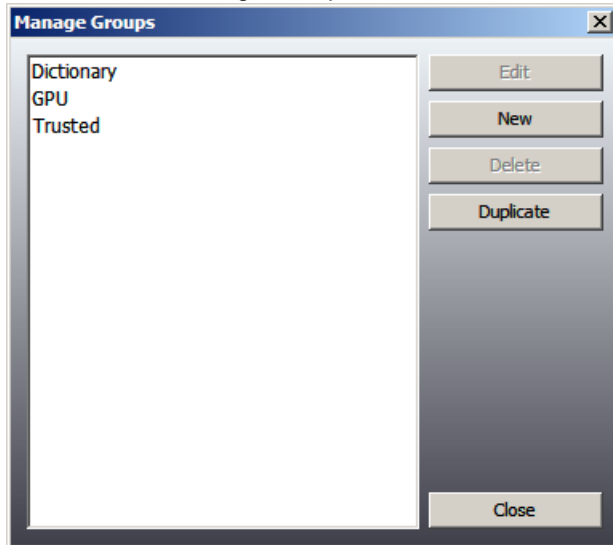 Manage Groups
Dictionary
GPU
Trusted
Edit
New
Delete
Duplicate
Close